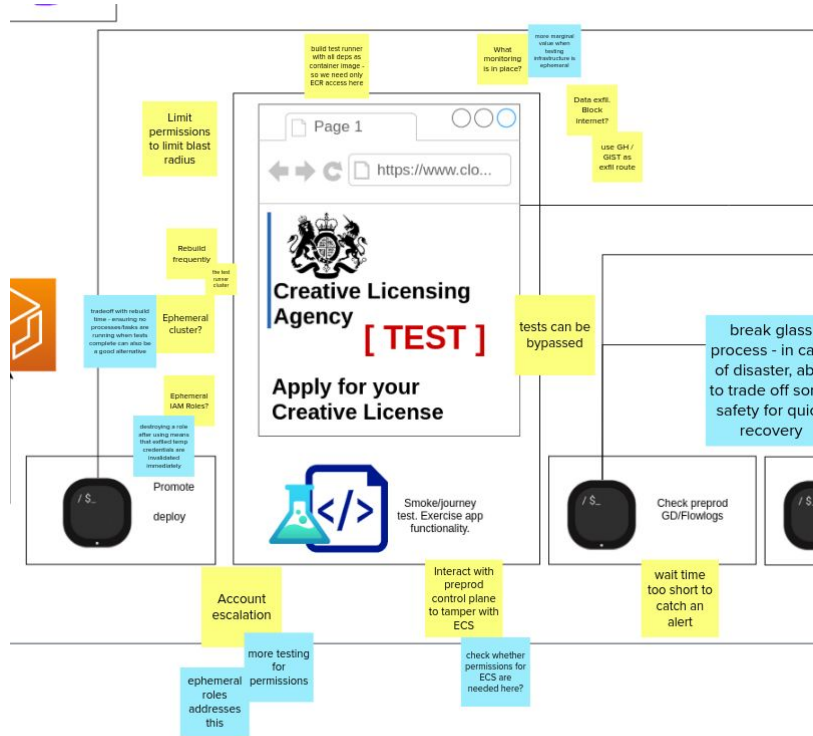 build test runner
with all deps as
container image -
so we need only
ECR access here
What
monitoring
is in place?
more marginal
value when
testing
infrastructure is
ephemeral
Limit
permissions
to limit blast
radius
Data exfil.
Block
internet?
use GH /
GIST as
exfil route
Page 1
https://www.clo...
Rebuild
frequently
the test
runner
cluster
Creative Licensing
Agency
[ TEST ]
Apply for your
Creative License
tradeoff with rebuild
time - ensuring no
processes/tasks are
running when tests
complete can also be
a good alternative
Ephemeral
cluster?
tests can be
bypassed
break glass
process - in ca
of disaster, ab
to trade off som
safety for quic
recovery
Ephemeral
IAM Roles?
destroying a role
after using means
that exfiled temp
credentials are
invalidated
immediately
/ $_
Promote
deploy
</>
Smoke/journey
test. Exercise app
functionality.
/ $_
Check preprod
GD/Flowlogs
/ $
Account
escalation
Interact with
preprod
control plane
to tamper with
ECS
wait time
too short to
catch an
alert
more testing
for
permissions
ephemeral
roles
addresses
this
check whether
permissions for
ECS are
needed here?